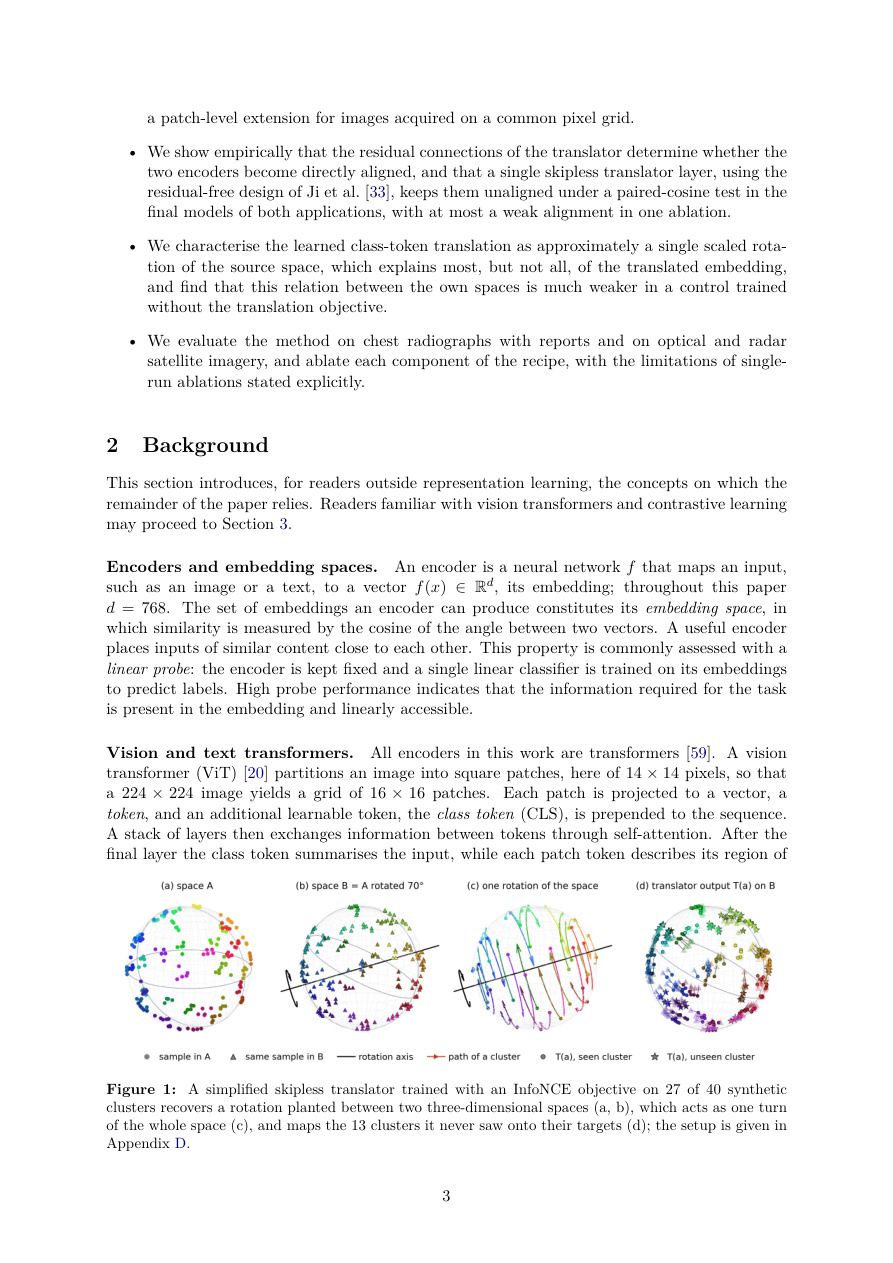 a patch-level extension for images acquired on a common pixel grid.
• We show empirically that the residual connections of the translator determine whether the
two encoders become directly aligned, and that a single skipless translator layer, using the
residual-free design of Ji et al. [33], keeps them unaligned under a paired-cosine test in the
final models of both applications, with at most a weak alignment in one ablation.
• We characterise the learned class-token translation as approximately a single scaled rota-
tion of the source space, which explains most, but not all, of the translated embedding,
and find that this relation between the own spaces is much weaker in a control trained
without the translation objective.
• We evaluate the method on chest radiographs with reports and on optical and radar
satellite imagery, and ablate each component of the recipe, with the limitations of single-
run ablations stated explicitly.
2 Background
This section introduces, for readers outside representation learning, the concepts on which the
remainder of the paper relies. Readers familiar with vision transformers and contrastive learning
may proceed to Section 3.
Encoders and embedding spaces. An encoder is a neural network f that maps an input,
such as an image or a text, to a vector f(x) ∈ ℝᵈ, its embedding; throughout this paper
d = 768. The set of embeddings an encoder can produce constitutes its embedding space, in
which similarity is measured by the cosine of the angle between two vectors. A useful encoder
places inputs of similar content close to each other. This property is commonly assessed with a
linear probe: the encoder is kept fixed and a single linear classifier is trained on its embeddings
to predict labels. High probe performance indicates that the information required for the task
is present in the embedding and linearly accessible.
Vision and text transformers. All encoders in this work are transformers [59]. A vision
transformer (ViT) [20] partitions an image into square patches, here of 14 × 14 pixels, so that
a 224 × 224 image yields a grid of 16 × 16 patches. Each patch is projected to a vector, a
token, and an additional learnable token, the class token (CLS), is prepended to the sequence.
A stack of layers then exchanges information between tokens through self-attention. After the
final layer the class token summarises the input, while each patch token describes its region of
(a) space A (b) space B = A rotated 70° (c) one rotation of the space (d) translator output T(a) on B
sample in A same sample in B rotation axis path of a cluster T(a), seen cluster T(a), unseen cluster
Figure 1: A simplified skipless translator trained with an InfoNCE objective on 27 of 40 synthetic
clusters recovers a rotation planted between two three-dimensional spaces (a, b), which acts as one turn
of the whole space (c), and maps the 13 clusters it never saw onto their targets (d); the setup is given in
Appendix D.
3